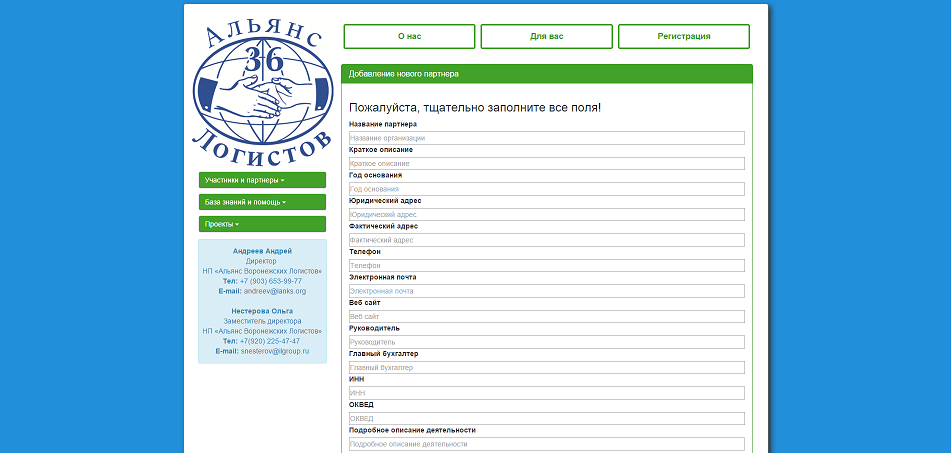 АЛЬЯНС
36
ЛОГИСТОВ
О нас
Для вас
Регистрация
Участники и партнеры
База знаний и помощь
Проекты
Андреев Андрей
Директор
НП «Альянс Воронежских Логистов»
Тел: +7 (903) 653-99-77
E-mail: andreev@lanks.org
Нестерова Ольга
Заместитель директора
НП «Альянс Воронежских Логистов»
Тел: +7(920) 225-47-47
E-mail: snesterov@ilgroup.ru
Добавление нового партнера
Пожалуйста, тщательно заполните все поля!
Название партнера
Название организации
Краткое описание
Краткое описание
Год основания
Год основания
Юридический адрес
Юридический адрес
Фактический адрес
Фактический адрес
Телефон
Телефон
Электронная почта
Электронная почта
Веб сайт
Веб сайт
Руководитель
Руководитель
Главный бухгалтер
Главный бухгалтер
ИНН
ИНН
ОКВЕД
ОКВЕД
Подробное описание деятельности
Подробное описание деятельности